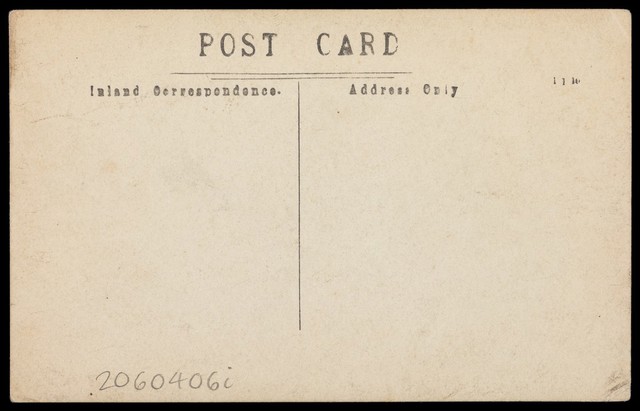 POST CARD
Inland Correspondence.
Address Only
2060406i